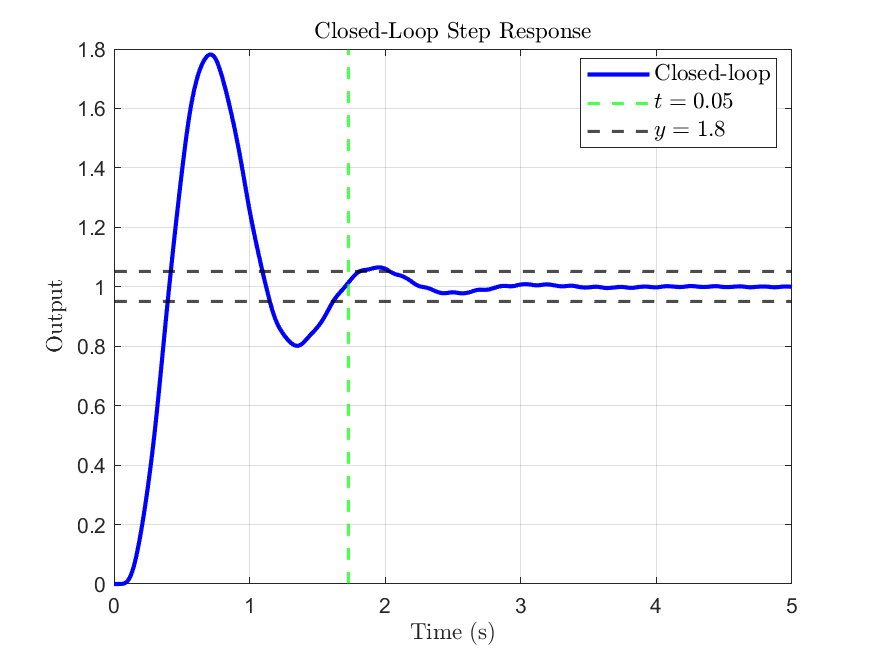 Closed-Loop Step Response
Closed-loop
t = 0.05
y = 1.8
1.8
1.6
1.4
1.2
1
0.8
0.6
0.4
0.2
0
Output
0 1 2 3 4 5
Time (s)